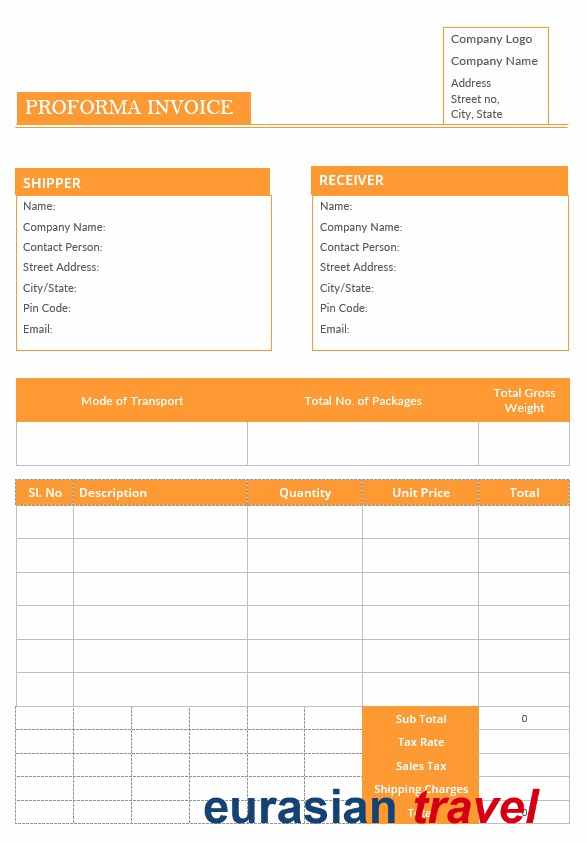 Company Logo
Company Name
Address
Street no,
City, State
PROFORMA INVOICE
SHIPPER
Name:
Company Name:
Contact Person:
Street Address:
City/State:
Pin Code:
Email:
RECEIVER
Name:
Company Name:
Contact Person:
Street Address:
City/State:
Pin Code:
Email:
Mode of Transport
Total No. of Packages
Total Gross
Weight
Sl. No
Description
Quantity
Unit Price
Total
Sub Total
0
Tax Rate
Sales Tax
Shipping Charges
Total
0
eurasian travel